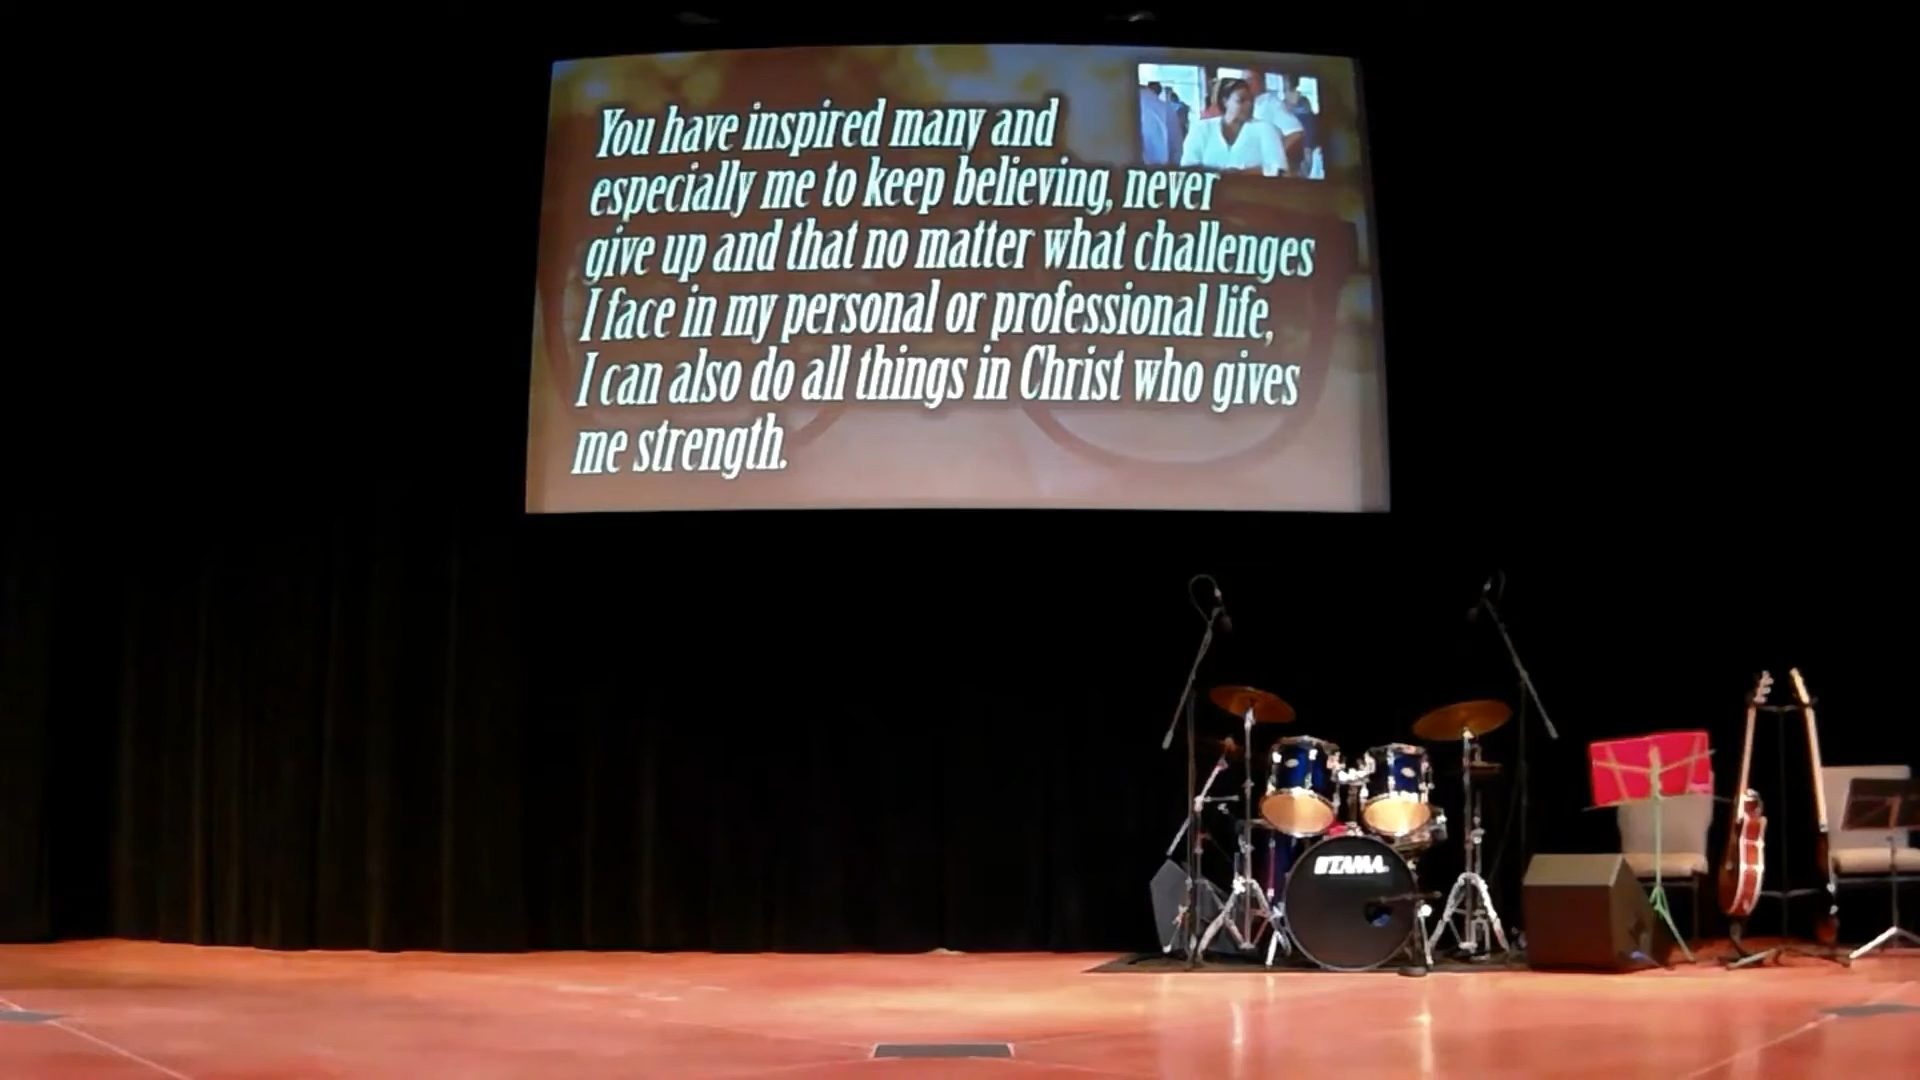 You have inspired many and
especially me to keep believing, never
give up and that no matter what challenges
I face in my personal or professional life,
I can also do all things in Christ who gives
me strength.
TAMA